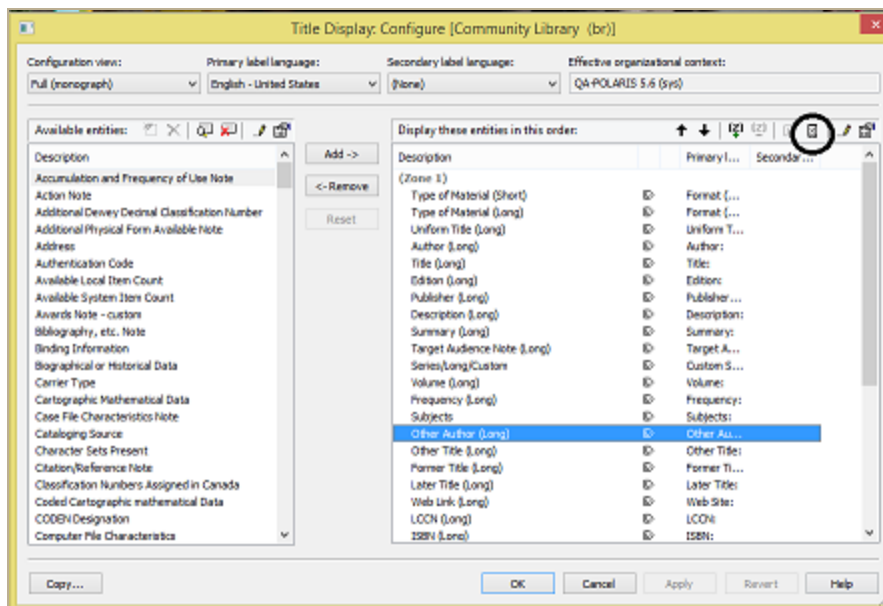 Title Display: Configure [Community Library (br)]
Configuration view: Primary label language: Secondary label language: Effective organizational context:
Full (monograph) English - United States (None) QA-POLARIS 5.6 (sys)
Available entities:
Description
Accumulation and Frequency of Use Note
Action Note
Additional Dewey Decimal Classification Number
Additional Physical Form Available Note
Address
Authentication Code
Available Local Item Count
Available System Item Count
Awards Note - custom
Bibliography, etc. Note
Binding Information
Biographical or Historical Data
Carrier Type
Cartographic Mathematical Data
Case File Characteristics Note
Cataloging Source
Character Sets Present
Citation/Reference Note
Classification Numbers Assigned in Canada
Coded Cartographic mathematical Data
CODEN Designation
Computer File Characteristics
Add ->
<- Remove
Reset
Display these entities in this order:
Description Primary l... Secondar...
(Zone 1)
Type of Material (Short) Format (...
Type of Material (Long) Format (...
Uniform Title (Long) Uniform T...
Author (Long) Author:
Title (Long) Title:
Edition (Long) Edition:
Publisher (Long) Publisher ...
Description (Long) Description:
Summary (Long) Summary:
Target Audience Note (Long) Target A...
Series/Long/Custom Custom S...
Volume (Long) Volume:
Frequency (Long) Frequency:
Subjects Subjects:
Other Author (Long) Other Au...
Other Title (Long) Other Title:
Former Title (Long) Former Ti...
Later Title (Long) Later Title:
Web Link (Long) Web Site:
LCCN (Long) LCCN:
ISBN (Long) ISBN:
Copy... OK Cancel Apply Revert Help